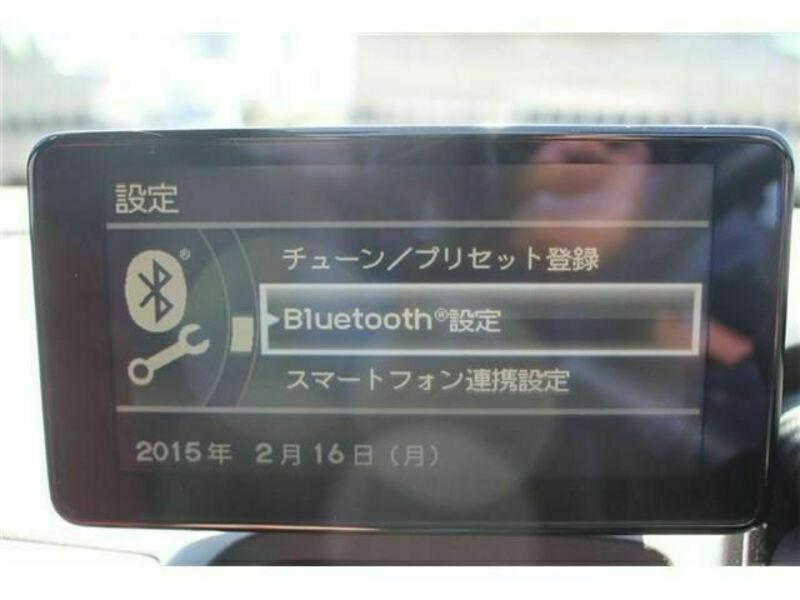 設定
®
チューン／プリセット登録
Bluetooth®設定
スマートフォン連携設定
2015年 2月16日（月）